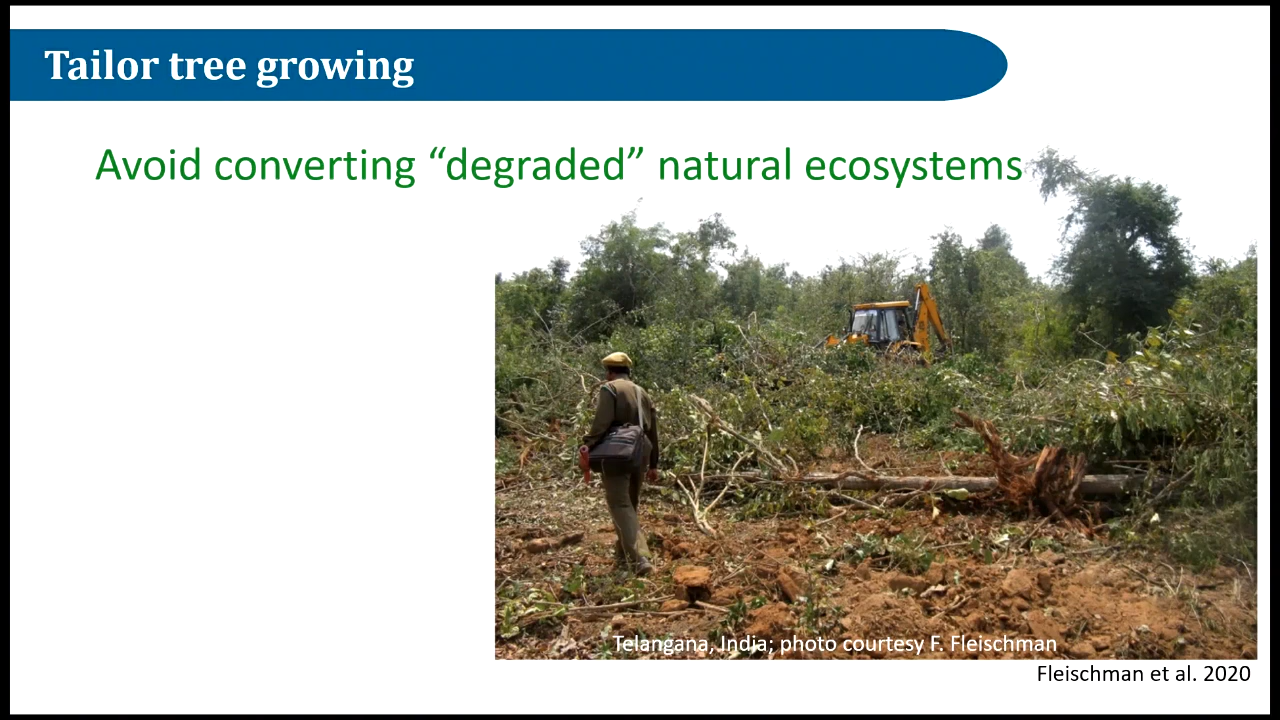 Tailor tree growing
Avoid converting “degraded” natural ecosystems
Telangana, India; photo courtesy F. Fleischman
Fleischman et al. 2020